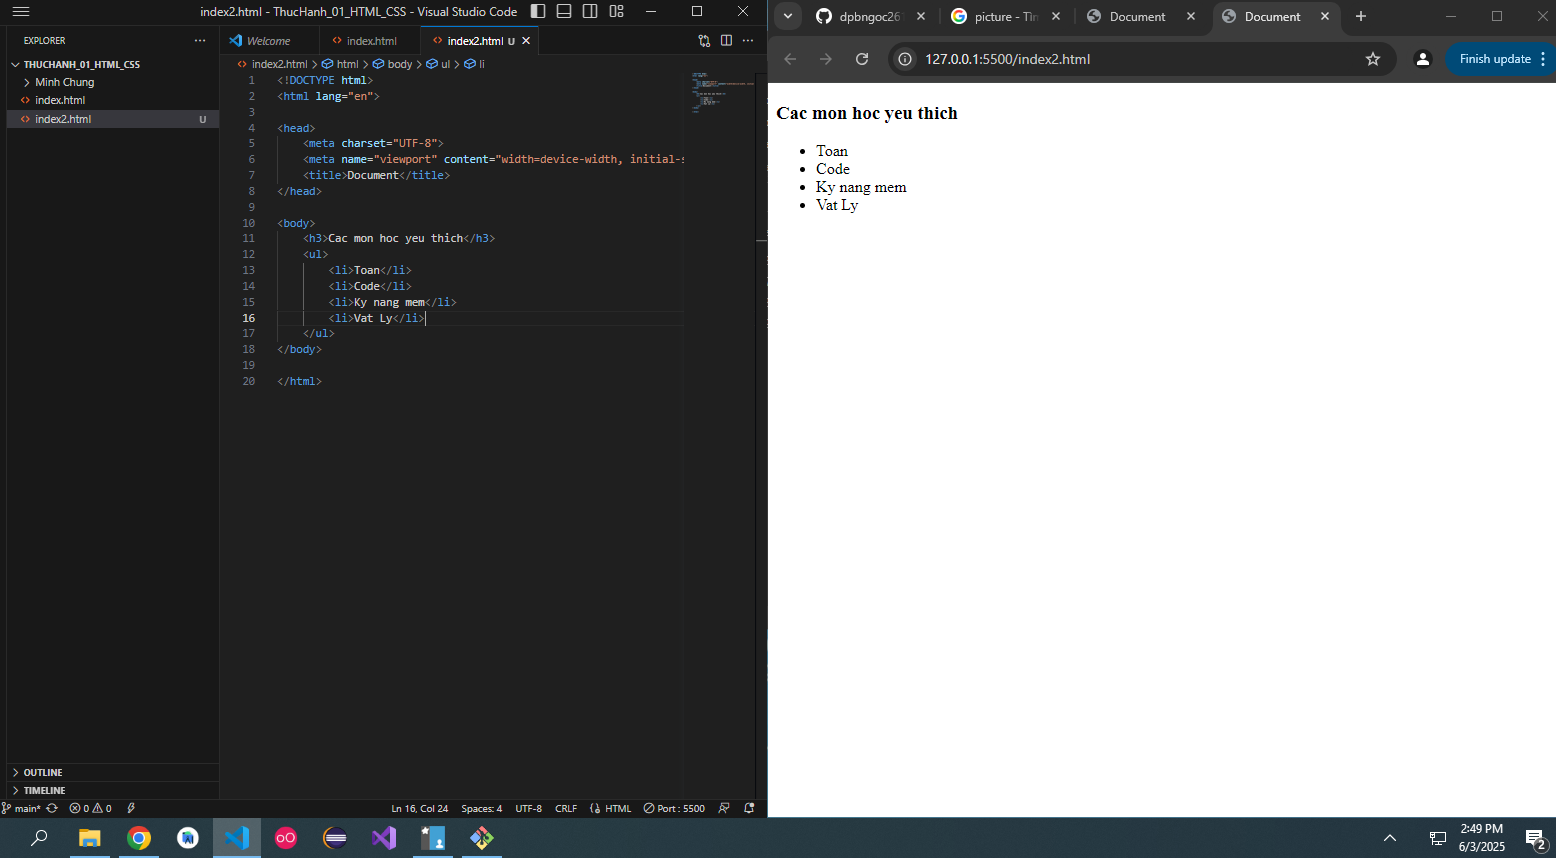 index2.html - ThucHanh_01_HTML_CSS - Visual Studio Code
EXPLORER
Welcome
index.html
index2.html U
THUCHANH_01_HTML_CSS
Minh Chung
index.html
index2.html U
index2.html > html > body > ul > li
1 <!DOCTYPE html>
2 <html lang="en">
3
4 <head>
5 <meta charset="UTF-8">
6 <meta name="viewport" content="width=device-width, initial-s
7 <title>Document</title>
8 </head>
9
10 <body>
11 <h3>Cac mon hoc yeu thich</h3>
12 <ul>
13 <li>Toan</li>
14 <li>Code</li>
15 <li>Ky nang mem</li>
16 <li>Vat Ly</li>
17 </ul>
18 </body>
19
20 </html>
OUTLINE
TIMELINE
main* 0 0 Ln 16, Col 24 Spaces: 4 UTF-8 CRLF HTML Port : 5500
dpbngoc261
picture - Tìm
Document
Document
127.0.0.1:5500/index2.html
Finish update
Cac mon hoc yeu thich
• Toan
• Code
• Ky nang mem
• Vat Ly
2:49 PM
6/3/2025
2